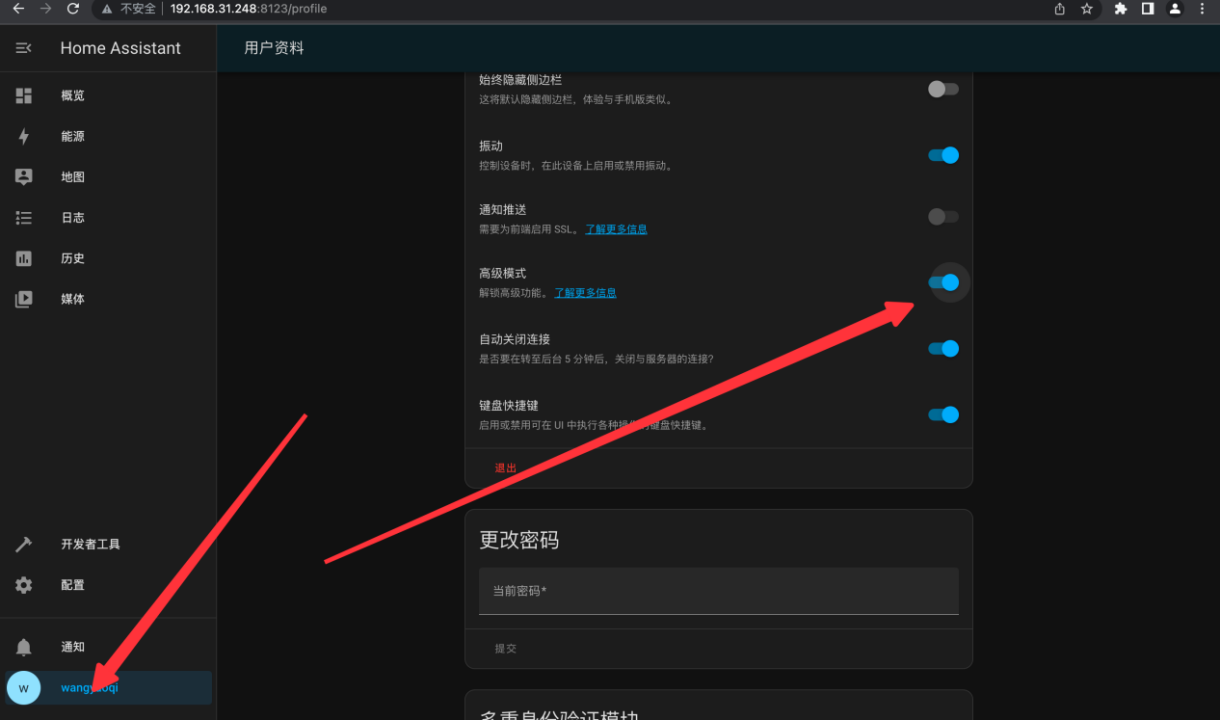 不安全 192.168.31.248:8123/profile
Home Assistant
用户资料
概览
能源
地图
日志
历史
媒体
开发者工具
配置
通知
W
始终隐藏侧边栏
这将默认隐藏侧边栏，体验与手机版类似。
振动
控制设备时，在此设备上启用或禁用振动。
通知推送
需要为前端启用 SSL。 了解更多信息
高级模式
解锁高级功能。 了解更多信息
自动关闭连接
是否要在转至后台 5 分钟后，关闭与服务器的连接?
键盘快捷键
启用或禁用可在 UI 中执行各种 键盘快捷键。
退出
更改密码
当前密码*
提交
多重身份验证模块